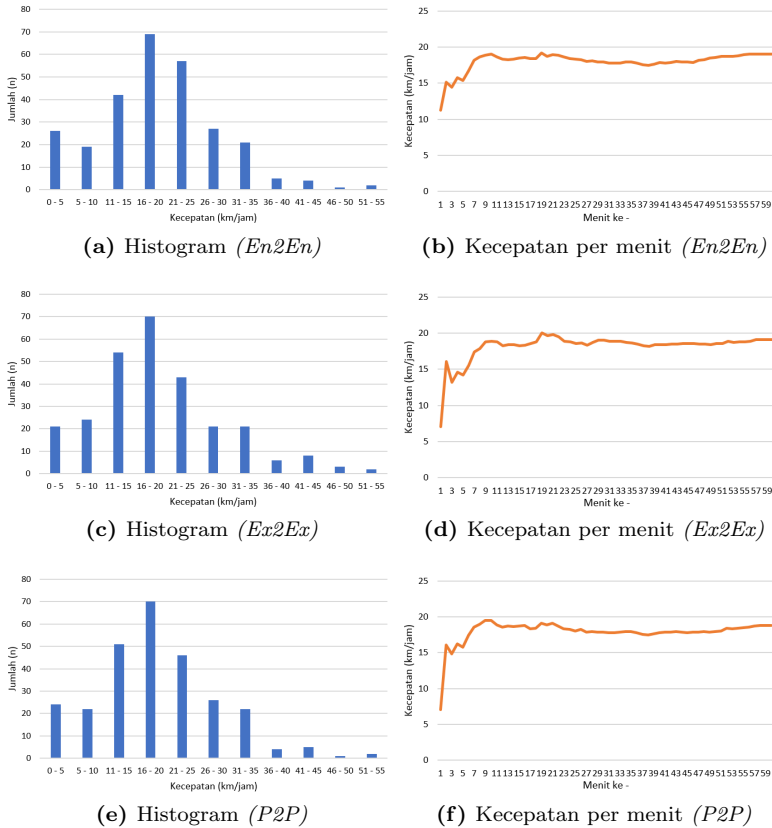 80
70
60
50
40
30
20
10
0
Jumlah (n)
0 - 5 5 - 10 11 - 15 16 - 20 21 - 25 26 - 30 31 - 35 36 - 40 41 - 45 46 - 50 51 - 55
Kecepatan (km/jam)
(a) Histogram (En2En)
25
20
15
10
5
0
Kecepatan (km/jam)
1 3 5 7 9 11 13 15 17 19 21 23 25 27 29 31 33 35 37 39 41 43 45 47 49 51 53 55 57 59
Menit ke -
(b) Kecepatan per menit (En2En)
80
70
60
50
40
30
20
10
0
Jumlah (n)
0 - 5 5 - 10 11 - 15 16 - 20 21 - 25 26 - 30 31 - 35 36 - 40 41 - 45 46 - 50 51 - 55
Kecepatan (km/jam)
(c) Histogram (Ex2Ex)
25
20
15
10
5
0
Kecepatan (km/jam)
1 3 5 7 9 11 13 15 17 19 21 23 25 27 29 31 33 35 37 39 41 43 45 47 49 51 53 55 57 59
Menit ke -
(d) Kecepatan per menit (Ex2Ex)
80
70
60
50
40
30
20
10
0
Jumlah (n)
0 - 5 5 - 10 11 - 15 16 - 20 21 - 25 26 - 30 31 - 35 36 - 40 41 - 45 46 - 50 51 - 55
Kecepatan (km/jam)
(e) Histogram (P2P)
25
20
15
10
5
0
Kecepatan (km/jam)
1 3 5 7 9 11 13 15 17 19 21 23 25 27 29 31 33 35 37 39 41 43 45 47 49 51 53 55 57 59
Menit ke -
(f) Kecepatan per menit (P2P)